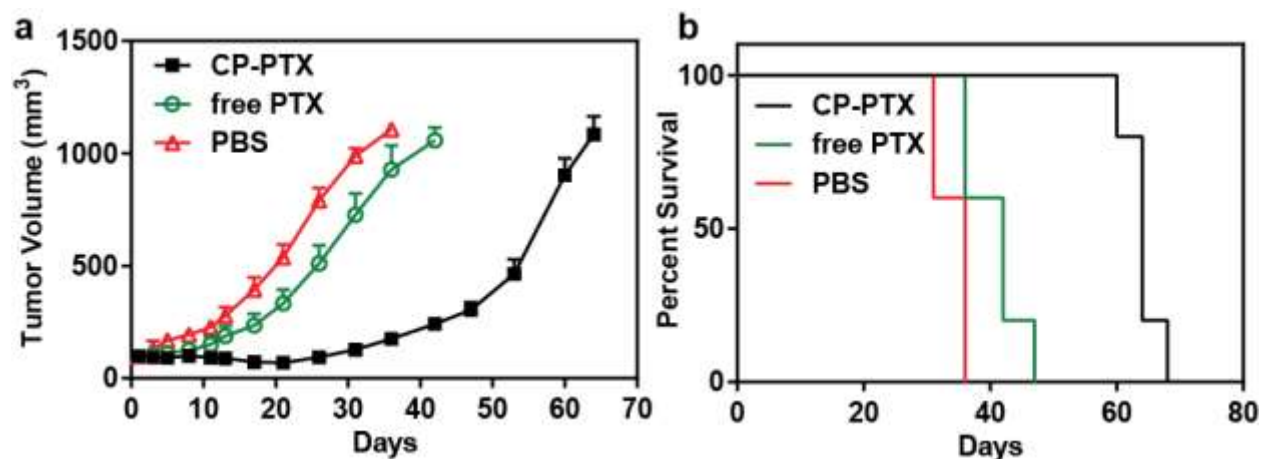 a
1500
1000
500
0
Tumor Volume (mm³)
CP-PTX
free PTX
PBS
0 10 20 30 40 50 60 70
Days
b
100
50
0
Percent Survival
CP-PTX
free PTX
PBS
0 20 40 60 80
Days